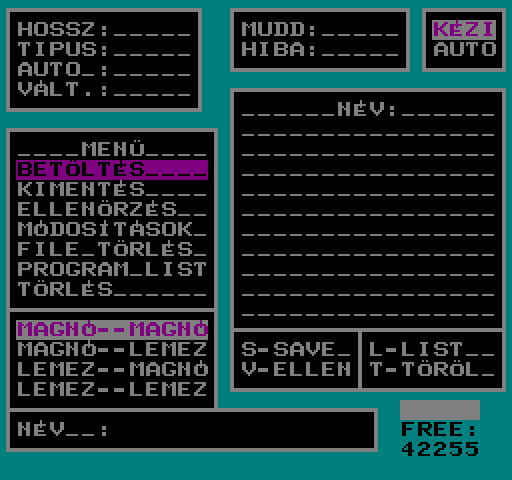 HOSSZ:_____
TIPUS:_____
AUTO_:_____
VÁLT.:_____
MUDD:_____
HIBA:_____
KÉZI
AUTO
____MENÜ____
BETÖLTÉS____
KIMENTÉS____
ELLENÖRZÉS__
MÓDOSÍTÁSOK_
FILE_TÖRLÉS_
PROGRAM_LIST
TÖRLÉS______
MAGNÓ--MAGNÓ
MAGNÓ--LEMEZ
LEMEZ--MAGNÓ
LEMEZ--LEMEZ
______NÉV:______
S-SAVE_
V-ELLEN
L-LIST__
T-TÖRÖL_
NÉV__:
FREE:
42255